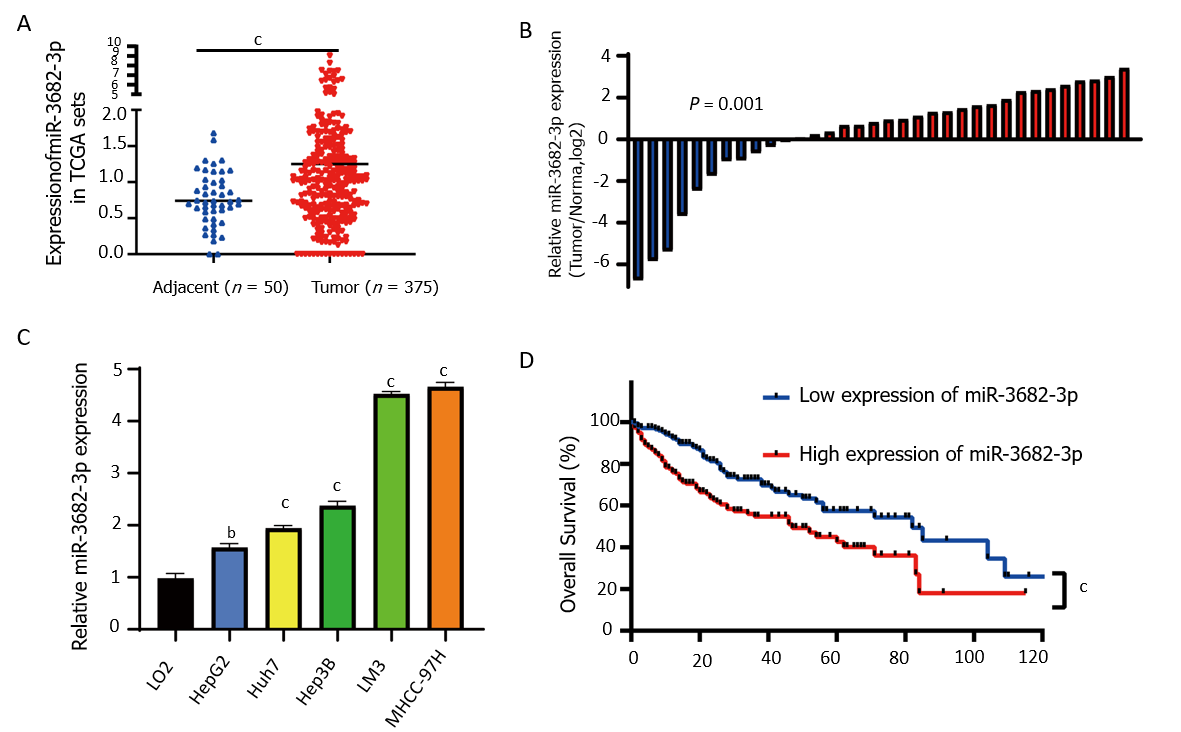 A
ExpressionofmiR-3682-3p
in TCGA sets
10
9
8
7
6
5
2.0
1.5
1.0
0.5
0.0
c
Adjacent (n = 50)
Tumor (n = 375)
B
Relative miR-3682-3p expression
(Tumor/Norma,log2)
4
2
0
-2
-4
-6
P = 0.001
C
Relative miR-3682-3p expression
5
4
3
2
1
0
b
c
c
c
c
LO2
HepG2
Huh7
Hep3B
LM3
MHCC-97H
D
Overall Survival (%)
100
80
60
40
20
0
Low expression of miR-3682-3p
High expression of miR-3682-3p
c
0
20
40
60
80
100
120